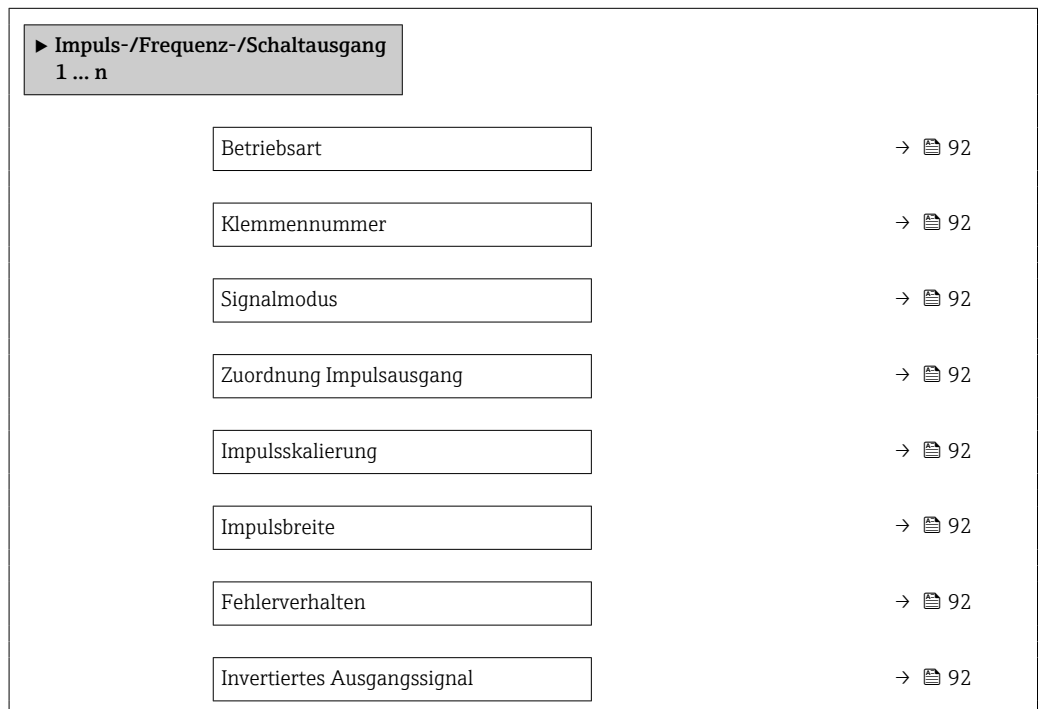 ▶ Impuls-/Frequenz-/Schaltausgang
1 ... n
Betriebsart → 92
Klemmennummer → 92
Signalmodus → 92
Zuordnung Impulsausgang → 92
Impulsskalierung → 92
Impulsbreite → 92
Fehlerverhalten → 92
Invertiertes Ausgangssignal → 92